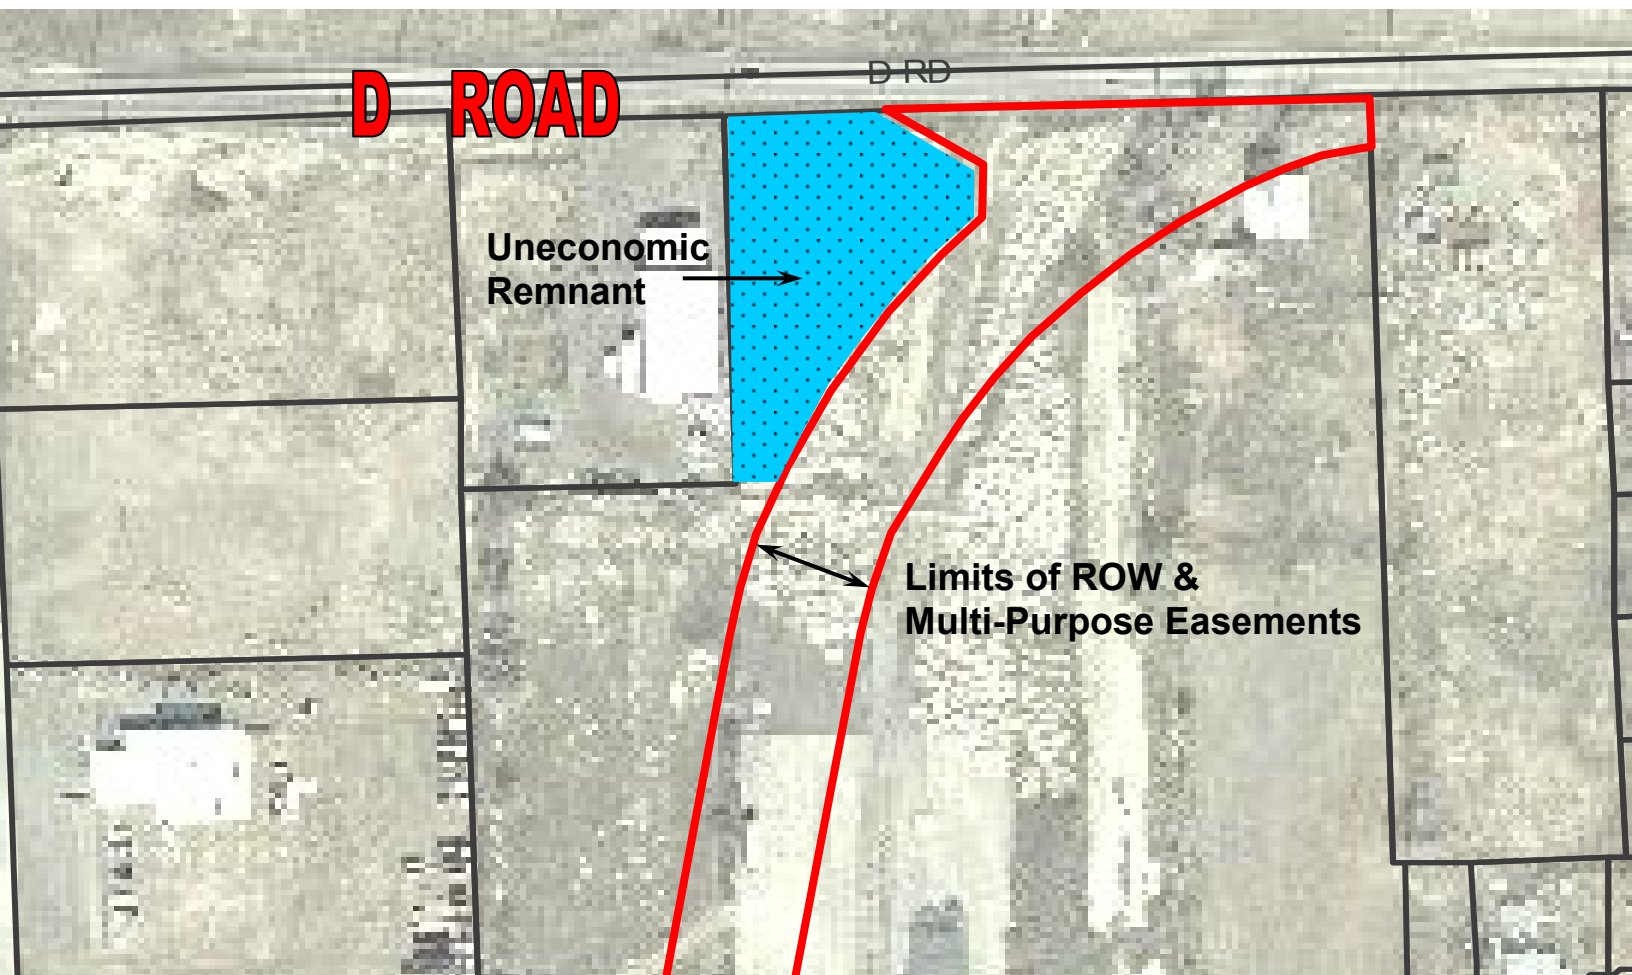 D RD
D ROAD
Uneconomic
Remnant
Limits of ROW &
Multi-Purpose Easements